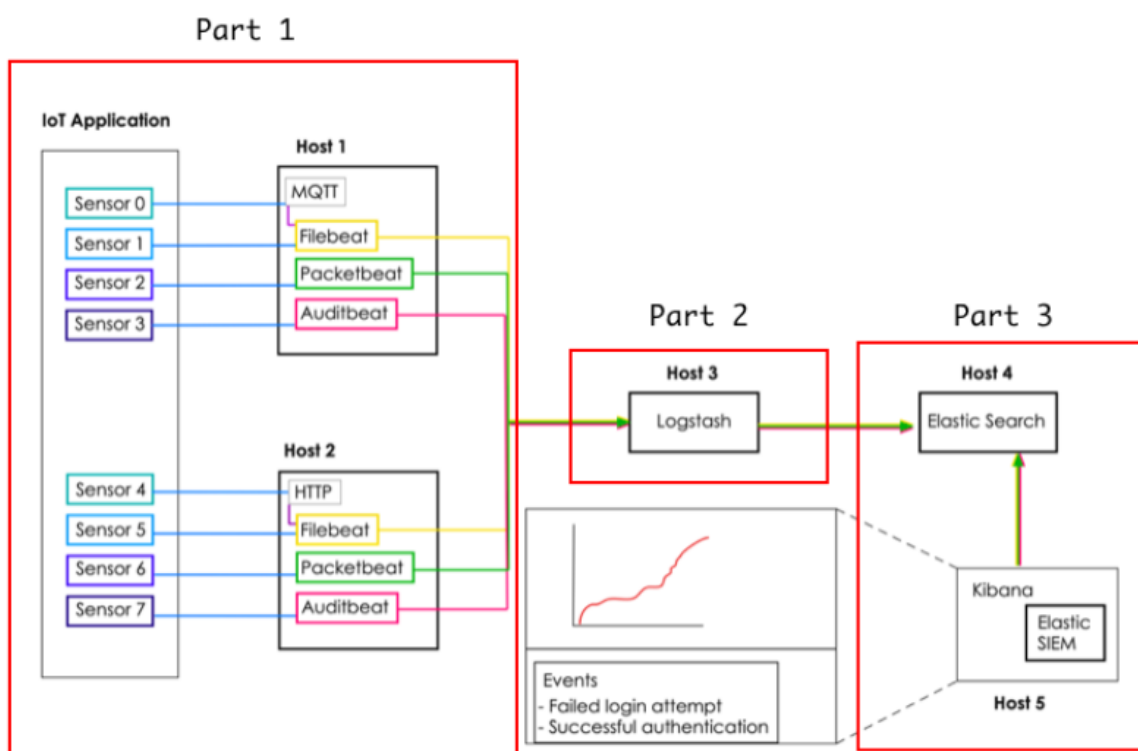 Part 1
IoT Application
Sensor 0
Sensor 1
Sensor 2
Sensor 3
Sensor 4
Sensor 5
Sensor 6
Sensor 7
Host 1
MQTT
Filebeat
Packetbeat
Auditbeat
Host 2
HTTP
Filebeat
Packetbeat
Auditbeat
Part 2
Host 3
Logstash
Part 3
Host 4
Elastic Search
Kibana
Elastic
SIEM
Host 5
Events
- Failed login attempt
- Successful authentication